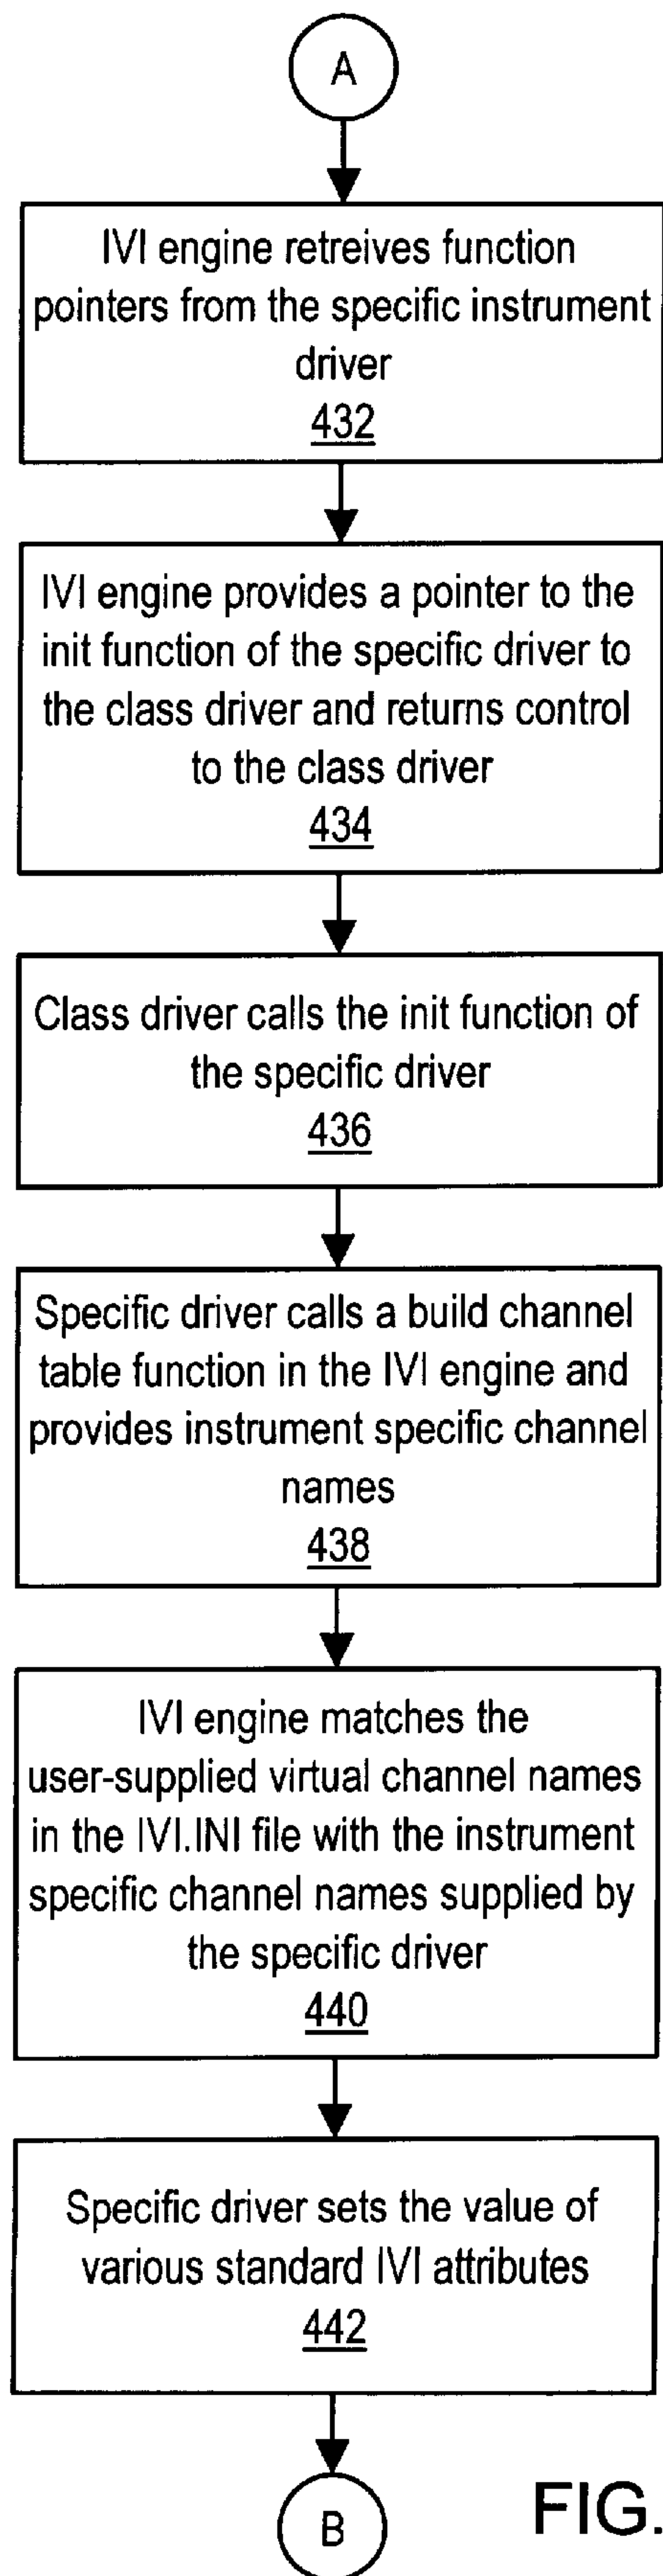 A
IVI engine retreives function
pointers from the specific instrument
driver
432
IVI engine provides a pointer to the
init function of the specific driver to
the class driver and returns control
to the class driver
434
Class driver calls the init function of
the specific driver
436
Specific driver calls a build channel
table function in the IVI engine and
provides instrument specific channel
names
438
IVI engine matches the
user-supplied virtual channel names
in the IVI.INI file with the instrument
specific channel names supplied by
the specific driver
440
Specific driver sets the value of
various standard IVI attributes
442
B
FIG.